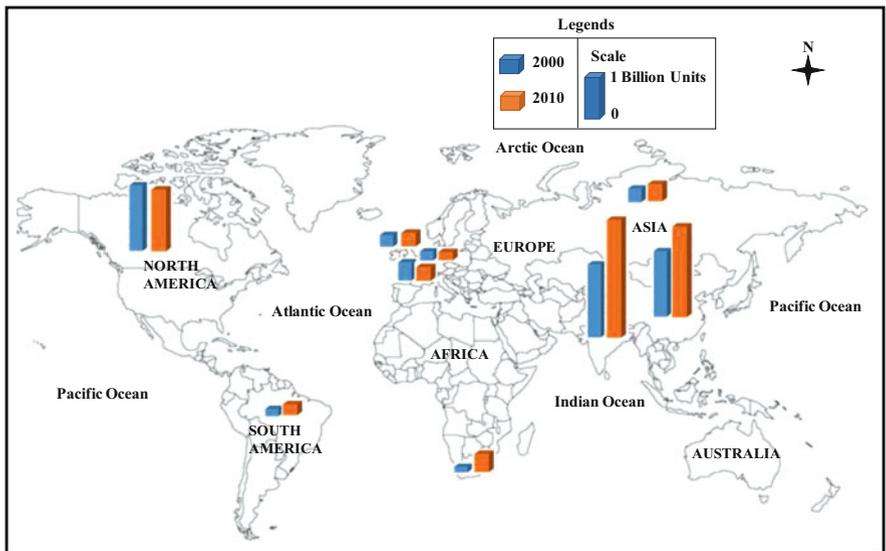 Legends
2000
2010
Scale
1 Billion Units
0
N
Arctic Ocean
ASIA
EUROPE
NORTH
AMERICA
Atlantic Ocean
Pacific Ocean
AFRICA
Pacific Ocean
Indian Ocean
SOUTH
AMERICA
AUSTRALIA